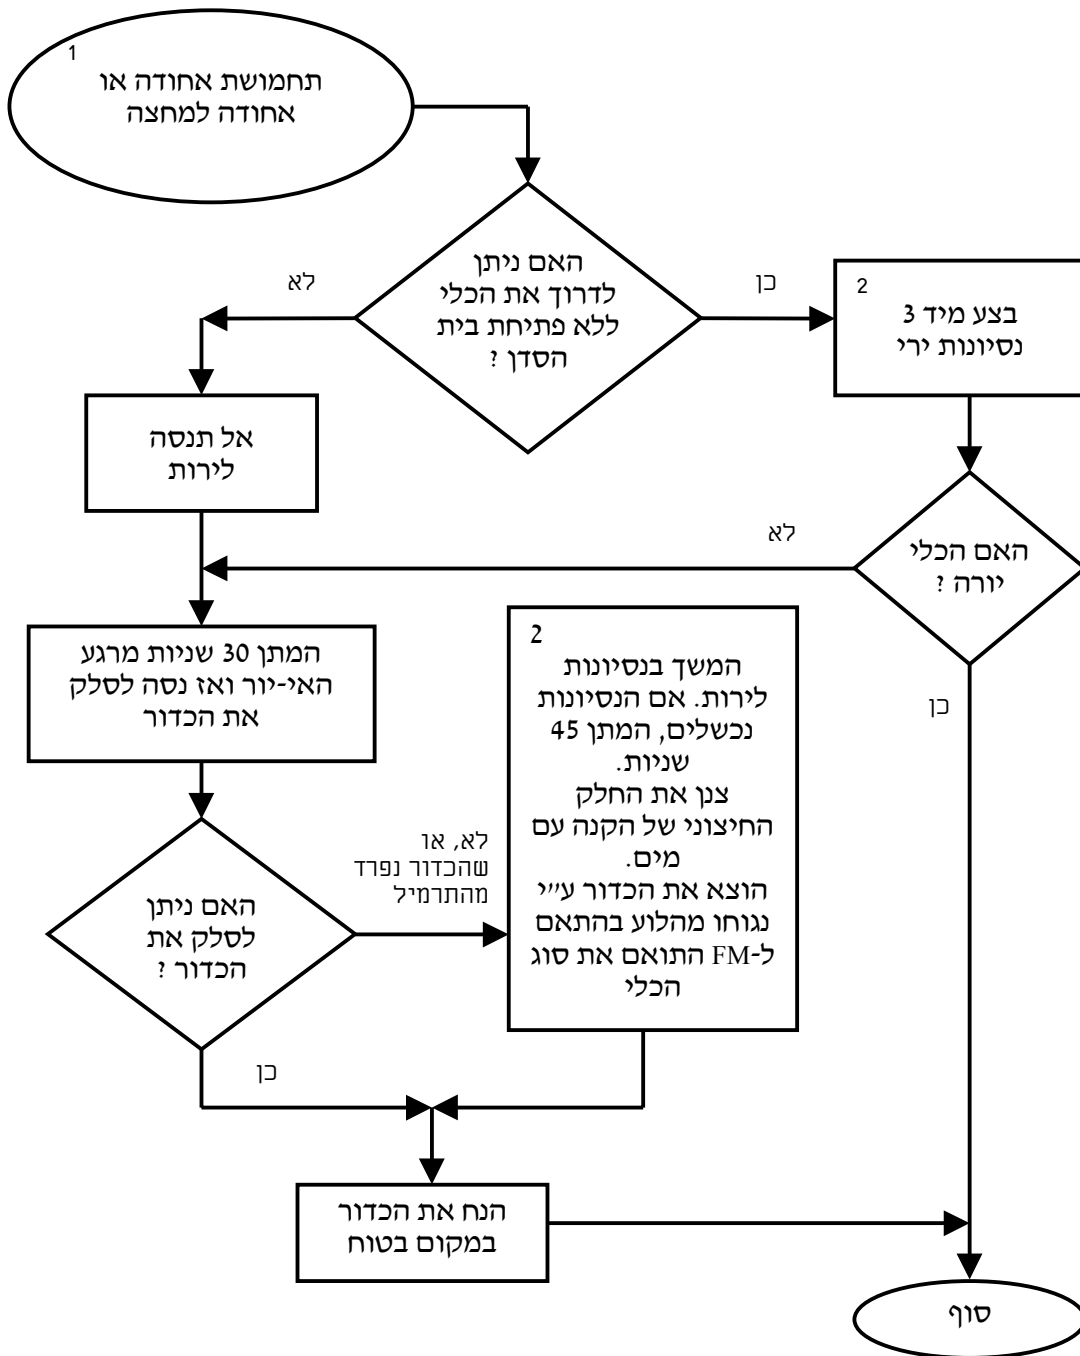 1
תחמושת אחודה או
אחודה למחצה
האם ניתן
לדרוך את הכלי
ללא פתיחת בית
הסדן ?
כן
לא
2
בצע מיד 3
נסיונות ירי
אל תנסה
לירות
האם הכלי
יורה ?
לא
כן
המתן 30 שניות מרגע
האי-יור ואז נסה לסלק
את הכדור
האם ניתן
לסלק את
הכדור ?
לא, או
שהכדור נפרד
מהתרמיל
כן
2
המשך בנסיונות
לירות. אם הנסיונות
נכשלים, המתן 45
שניות.
צנן את החלק
החיצוני של הקנה עם
מים.
הוצא את הכדור ע״י
נגוחו מהלוע בהתאם
ל-FM התואם את סוג
הכלי
הנח את הכדור
במקום בטוח
סוף